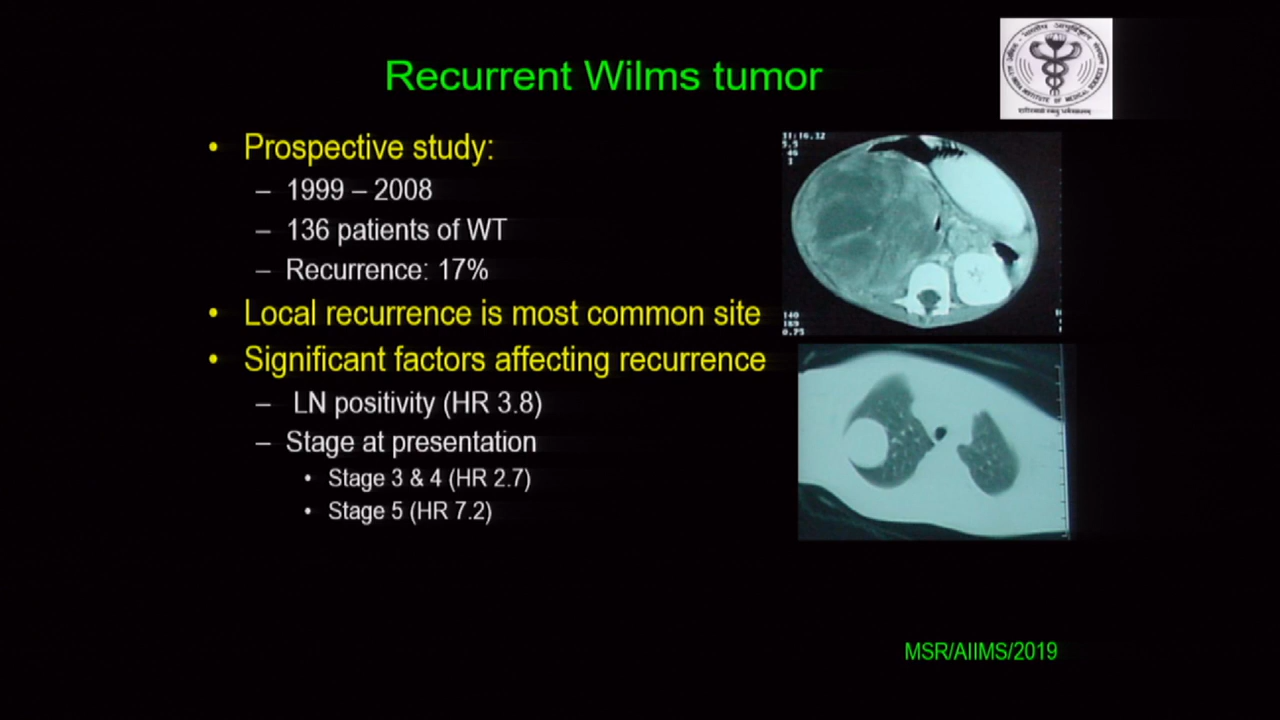 Recurrent Wilms tumor
• Prospective study:
– 1999 – 2008
– 136 patients of WT
– Recurrence: 17%
• Local recurrence is most common site
• Significant factors affecting recurrence
– LN positivity (HR 3.8)
– Stage at presentation
• Stage 3 & 4 (HR 2.7)
• Stage 5 (HR 7.2)
MSR/AIIMS/2019